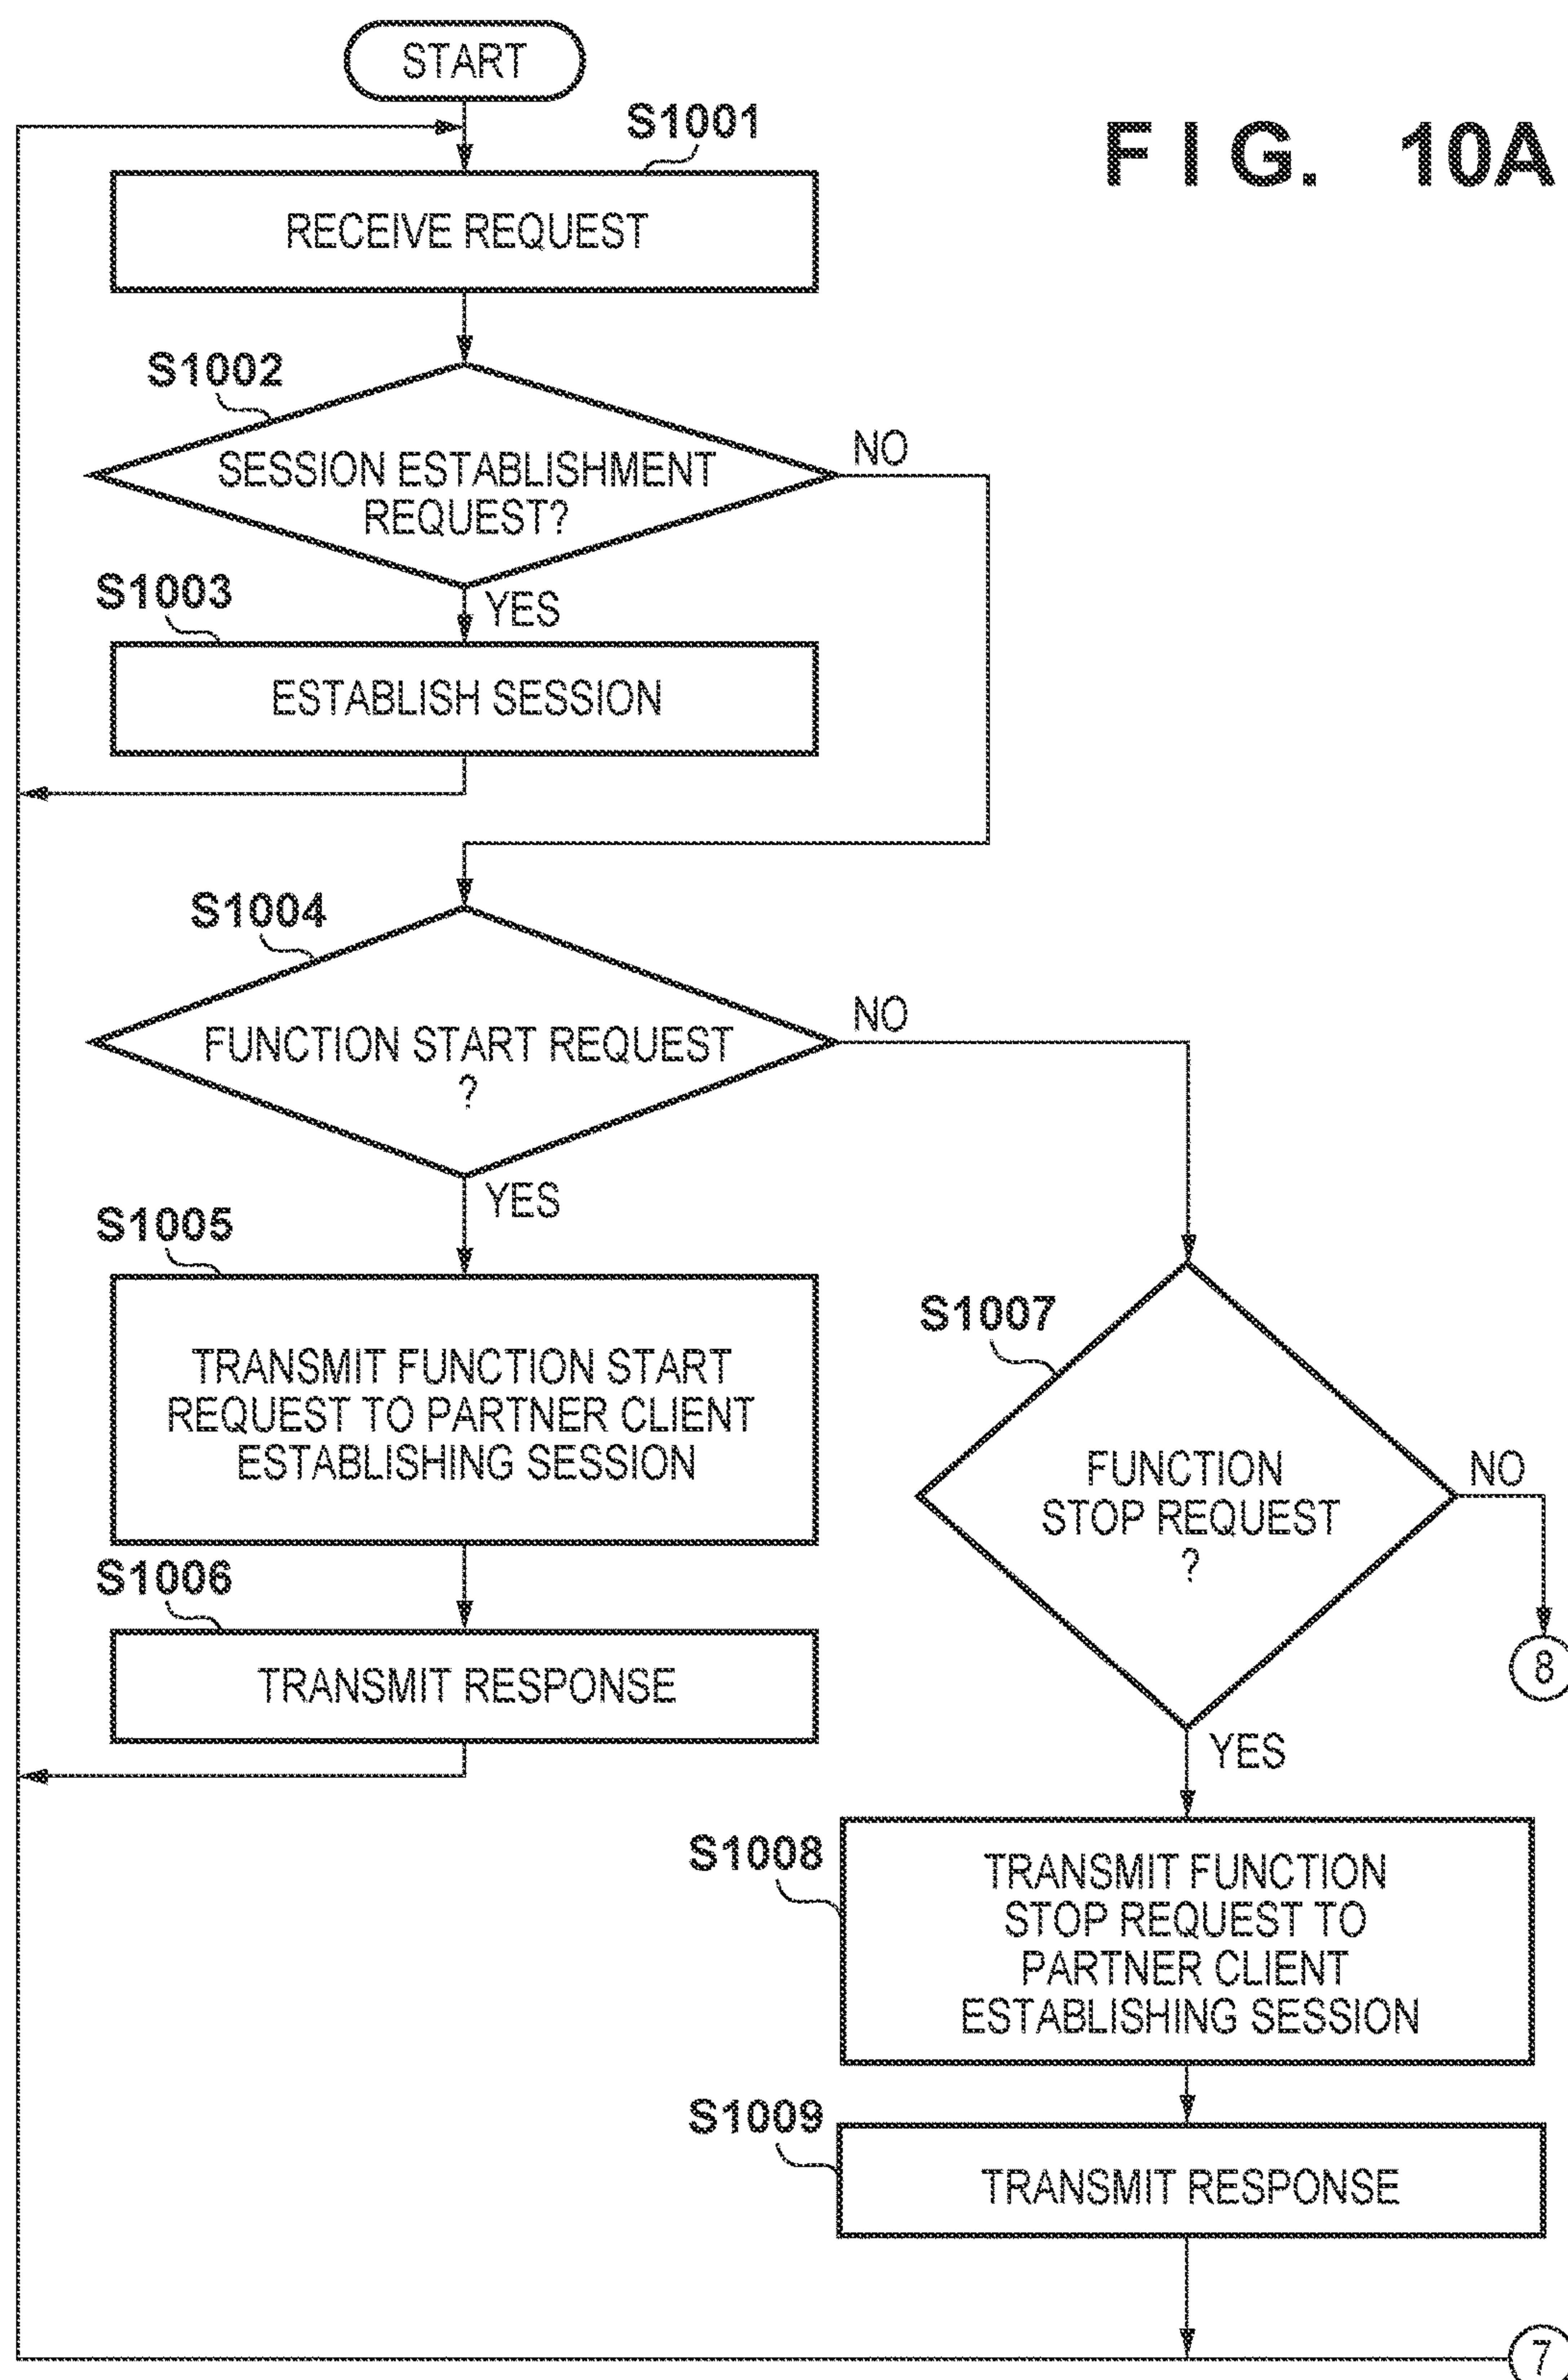 START
FIG. 10A
S1001
RECEIVE REQUEST
S1002
SESSION ESTABLISHMENT
REQUEST?
NO
YES
S1003
ESTABLISH SESSION
S1004
FUNCTION START REQUEST
?
NO
YES
S1005
TRANSMIT FUNCTION START
REQUEST TO PARTNER CLIENT
ESTABLISHING SESSION
S1006
TRANSMIT RESPONSE
S1007
FUNCTION
STOP REQUEST
?
NO
8
YES
S1008
TRANSMIT FUNCTION
STOP REQUEST TO
PARTNER CLIENT
ESTABLISHING SESSION
S1009
TRANSMIT RESPONSE
7